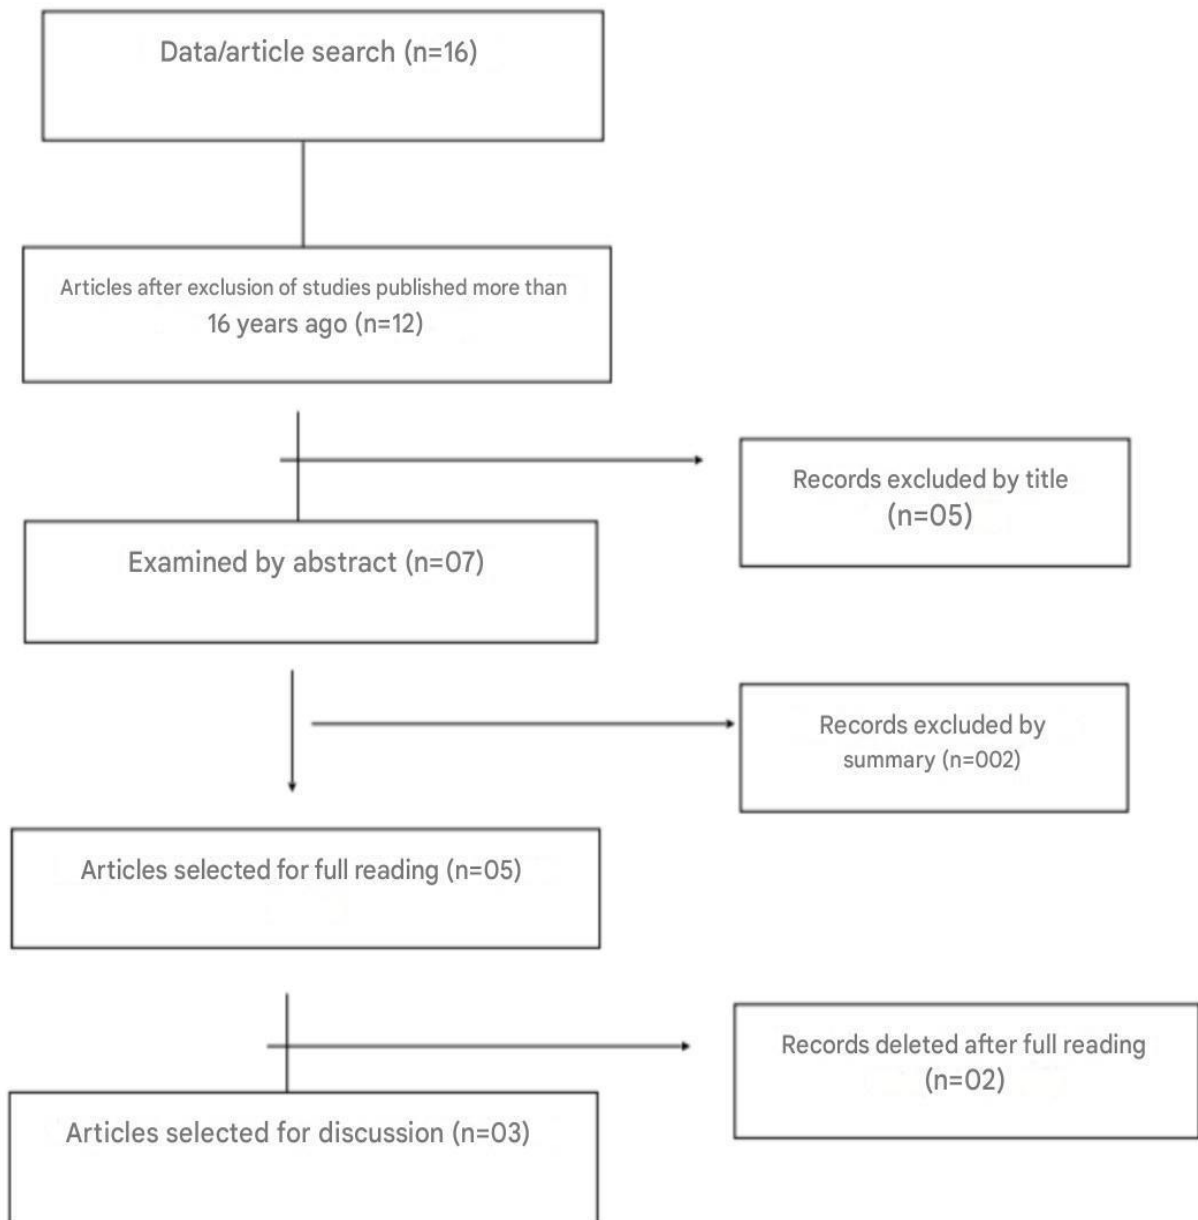 Data/article search (n=16)
Articles after exclusion of studies published more than
16 years ago (n=12)
Records excluded by title
(n=05)
Examined by abstract (n=07)
Records excluded by
summary (n=002)
Articles selected for full reading (n=05)
Records deleted after full reading
(n=02)
Articles selected for discussion (n=03)